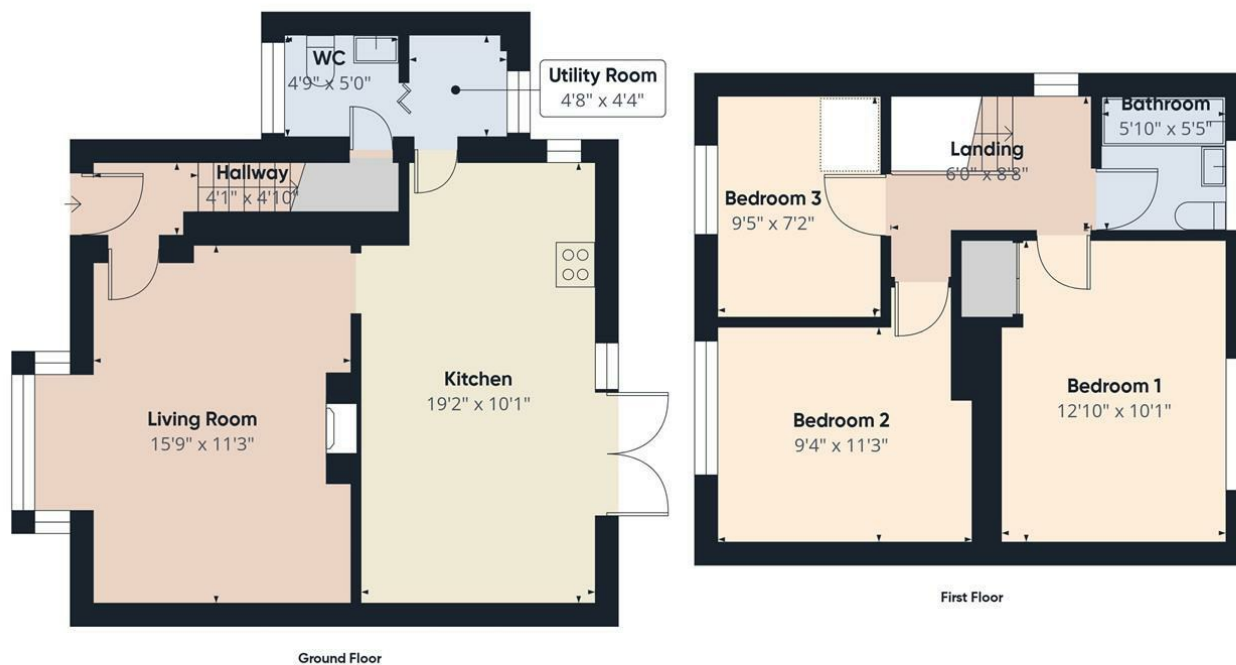 WC
4'9" x 5'0"
Utility Room
4'8" x 4'4"
Hallway
4'1" x 4'10"
Living Room
15'9" x 11'3"
Kitchen
19'2" x 10'1"
Ground Floor
Bathroom
5'10" x 5'5"
Landing
6'0" x 8'8"
Bedroom 3
9'5" x 7'2"
Bedroom 1
12'10" x 10'1"
Bedroom 2
9'4" x 11'3"
First Floor